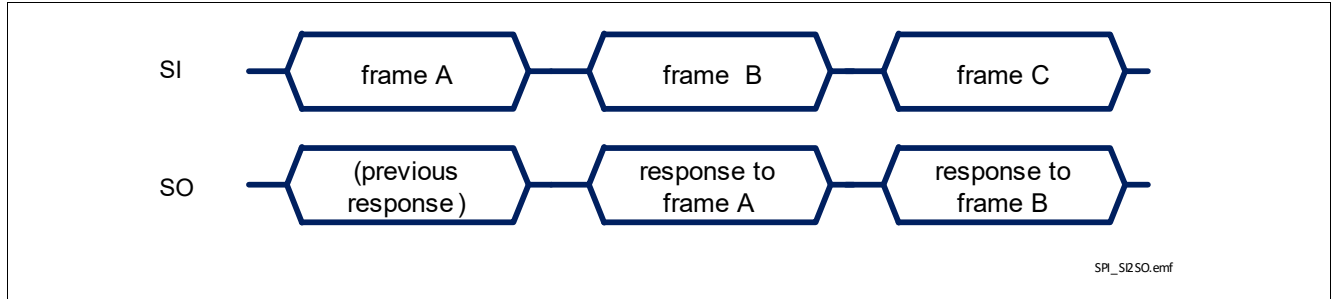 SI
frame A
frame B
frame C
SO
(previous
response)
response to
frame A
response to
frame B
SPI_SI2SO.emf